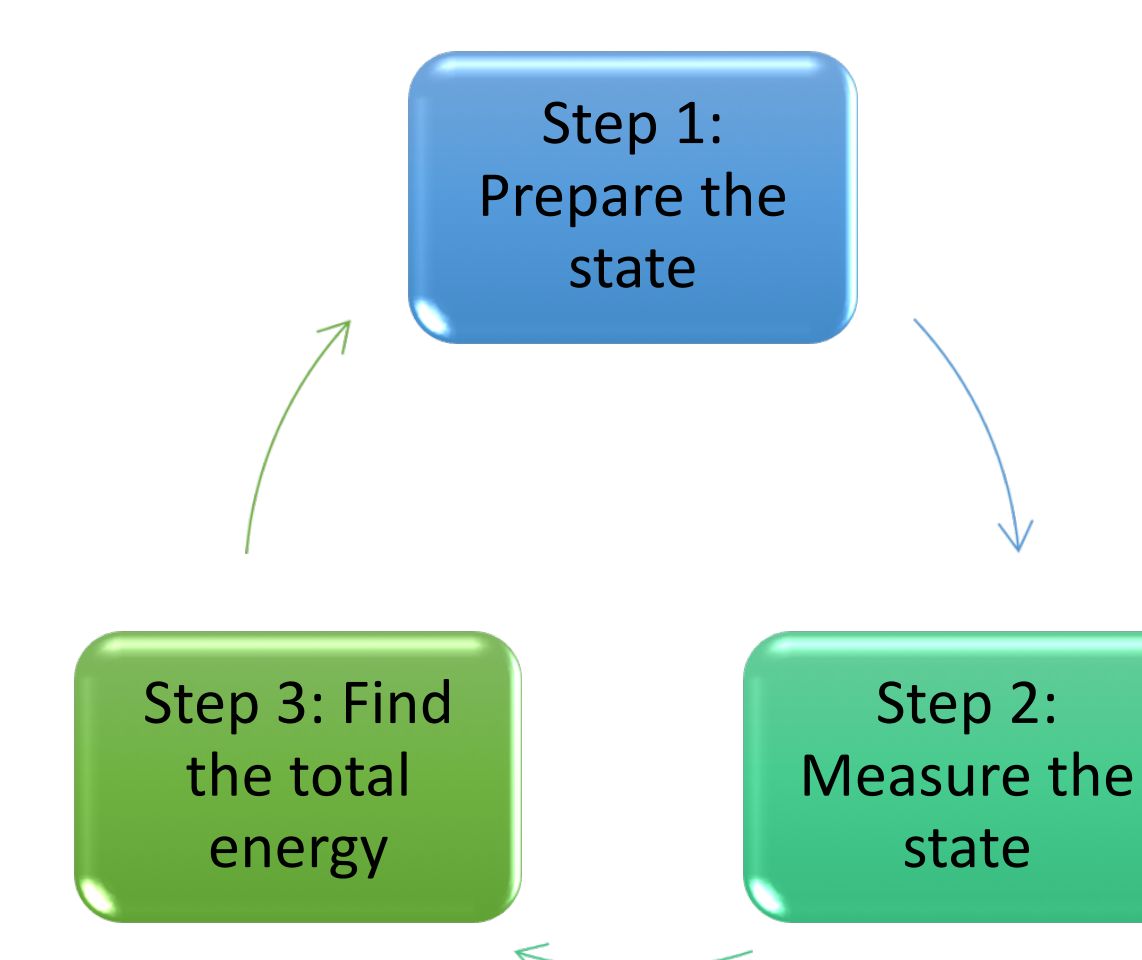 Step 1:
Prepare the
state
Step 2:
Measure the
state
Step 3: Find
the total
energy